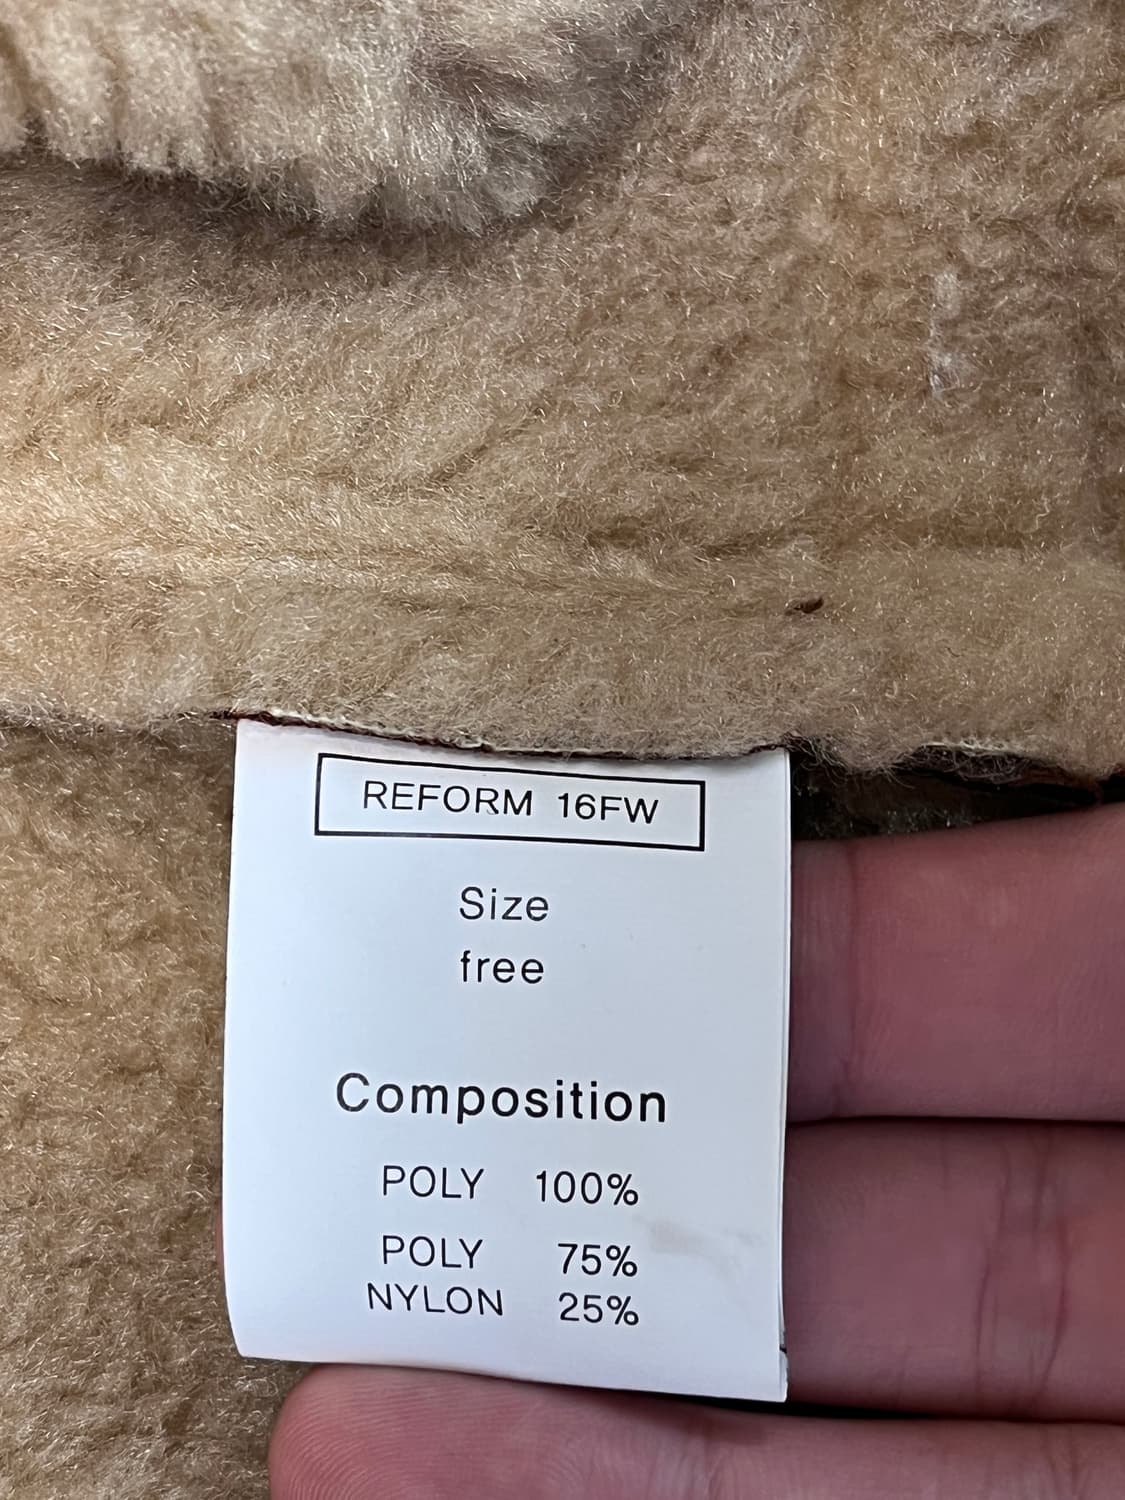 REFORM 16FW
Size
free
Composition
POLY 100%
POLY 75%
NYLON 25%